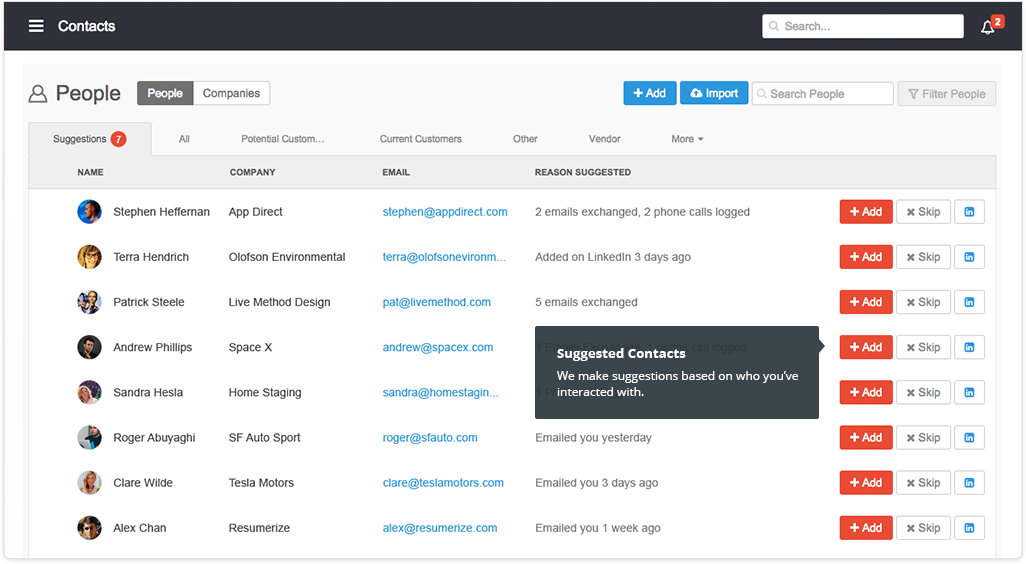 Contacts Search... 2
People People Companies Add Import Search People Filter People
Suggestions 7 All Potential Custom... Current Customers Other Vendor More
NAME COMPANY EMAIL REASON SUGGESTED
Stephen Heffernan App Direct stephen@appdirect.com 2 emails exchanged, 2 phone calls logged Add Skip in
Terra Hendrich Olofson Environmental terra@olofsonevironm... Added on LinkedIn 3 days ago Add Skip in
Patrick Steele Live Method Design pat@livemethod.com 5 emails exchanged Add Skip in
Andrew Phillips Space X andrew@spacex.com 1 Emails Exchanged, 1 phone call logged Add Skip in
Suggested Contacts
We make suggestions based on who you've
interacted with.
Sandra Hesla Home Staging sandra@homestagin... Add Skip in
Roger Abuyaghi SF Auto Sport roger@sfauto.com Emailed you yesterday Add Skip in
Clare Wilde Tesla Motors clare@teslamotors.com Emailed you 3 days ago Add Skip in
Alex Chan Resumerize alex@resumerize.com Emailed you 1 week ago Add Skip in